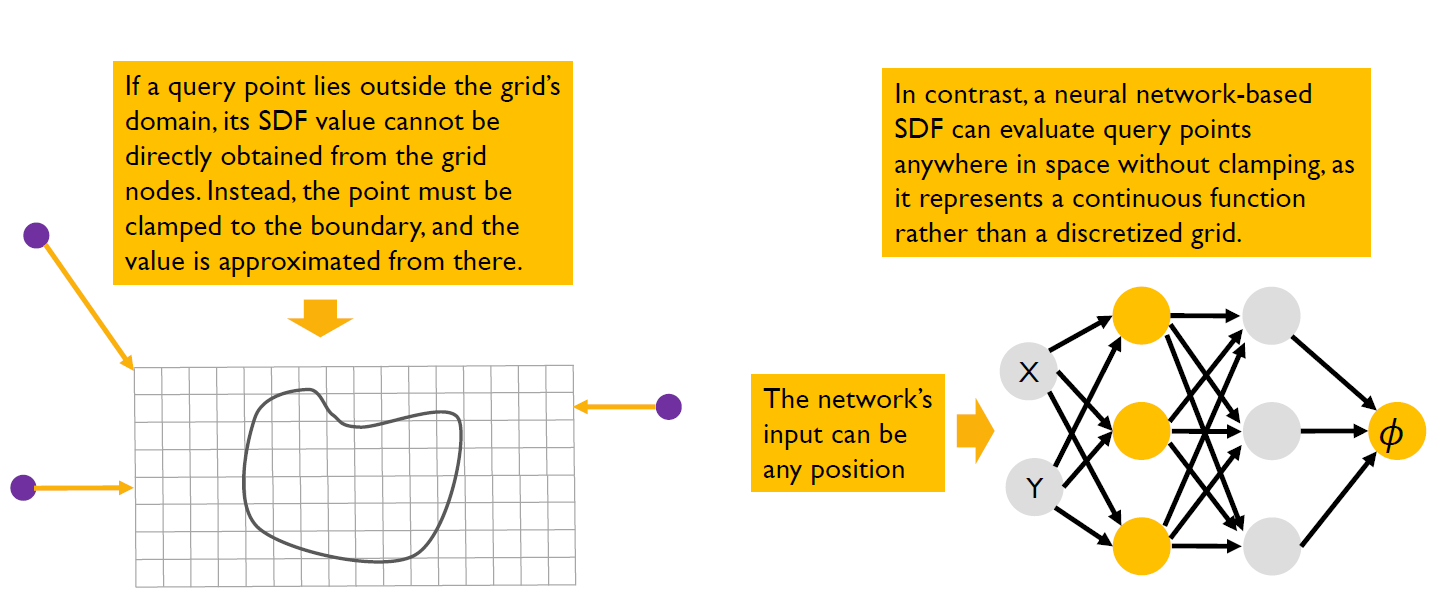 If a query point lies outside the grid's
domain, its SDF value cannot be
directly obtained from the grid
nodes. Instead, the point must be
clamped to the boundary, and the
value is approximated from there.
In contrast, a neural network-based
SDF can evaluate query points
anywhere in space without clamping, as
it represents a continuous function
rather than a discretized grid.
The network's
input can be
any position
X
Y
ϕ